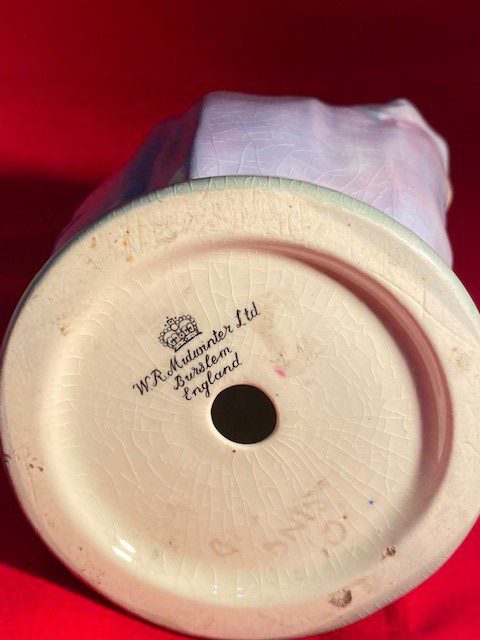 W.R. Midwinter Ltd
Burslem
England